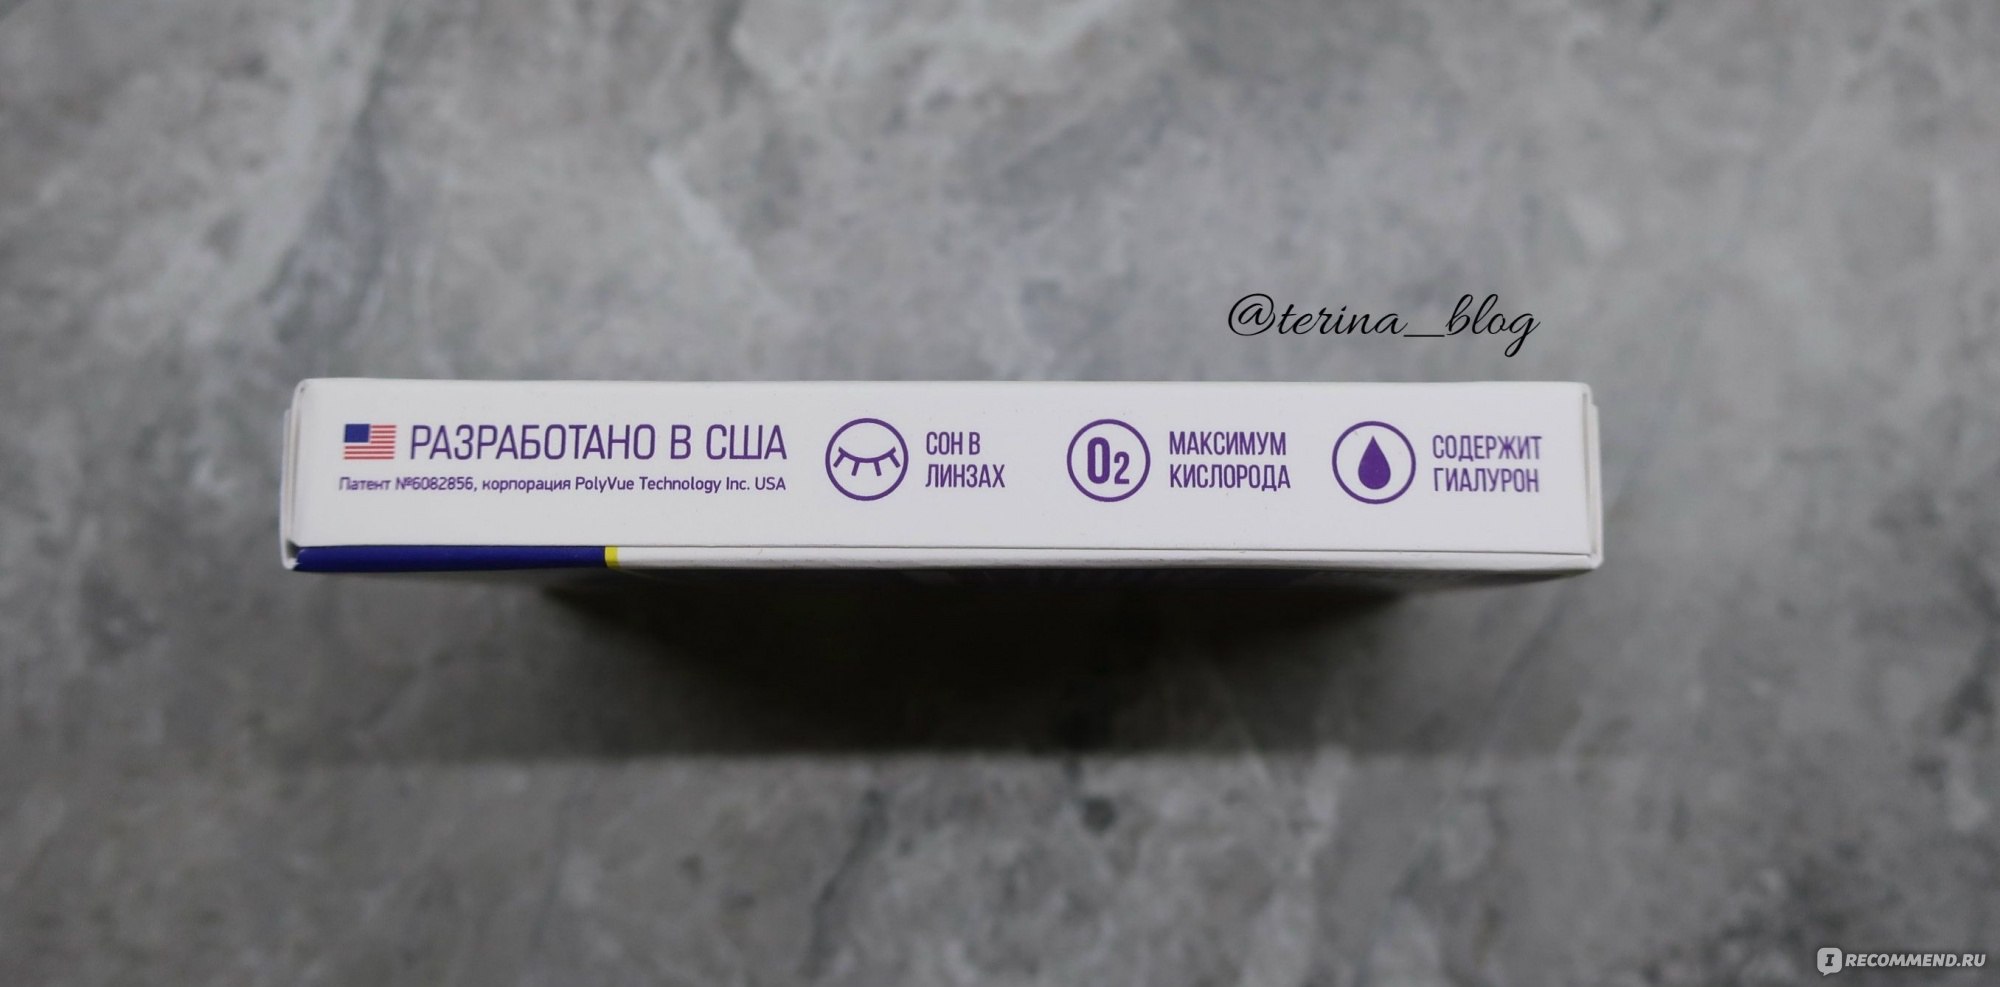 @terina_blog
РАЗРАБОТАНО В США
Патент №6082856, корпорация PolyVue Technology Inc. USA
СОН В
ЛИНЗАХ
O2
МАКСИМУМ
КИСЛОРОДА
СОДЕРЖИТ
ГИАЛУРОН
I RECOMMEND.RU